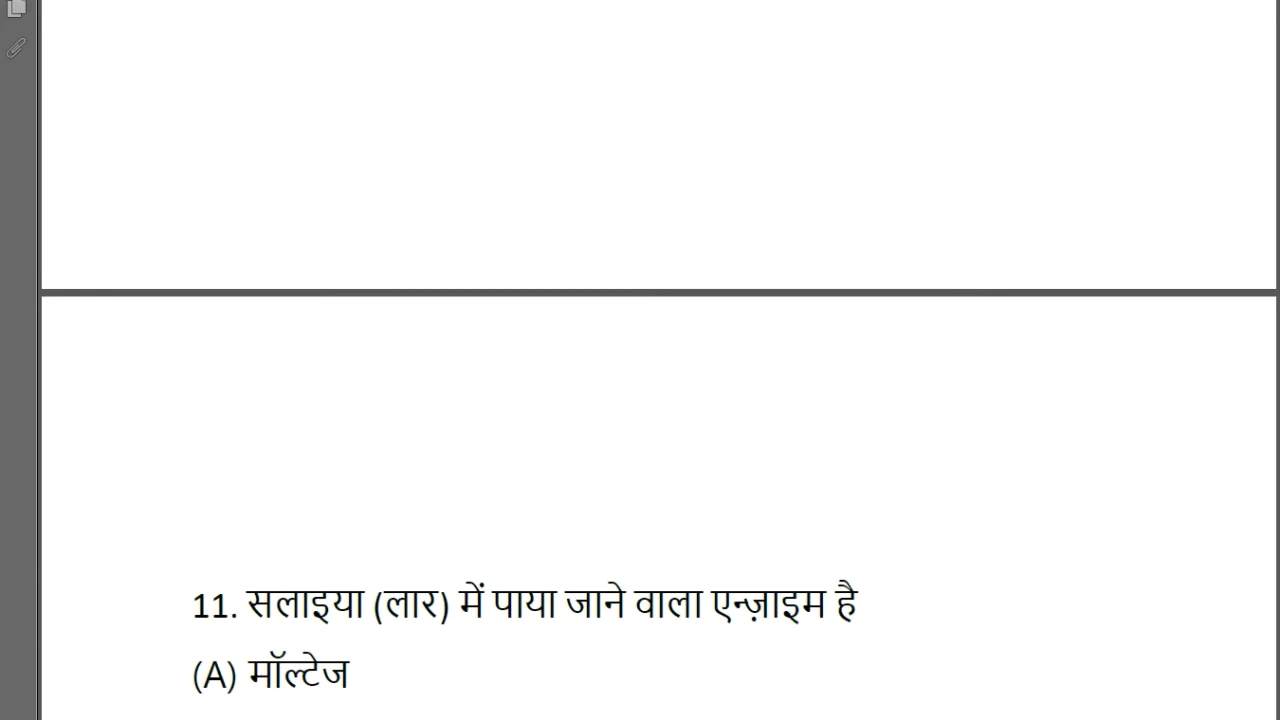 11. सलाइया (लार) में पाया जाने वाला एन्ज़ाइम है
(A) मॉल्टेज